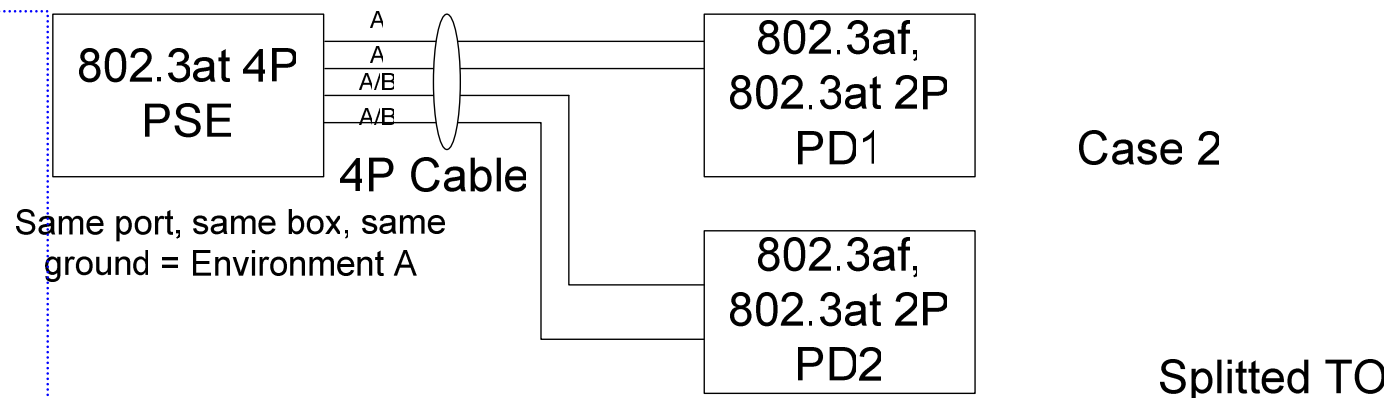 802.3at 4P
PSE
A
A
A/B
A/B
4P Cable
Same port, same box, same
ground = Environment A
802.3af,
802.3at 2P
PD1
Case 2
802.3af,
802.3at 2P
PD2
Splitted TO